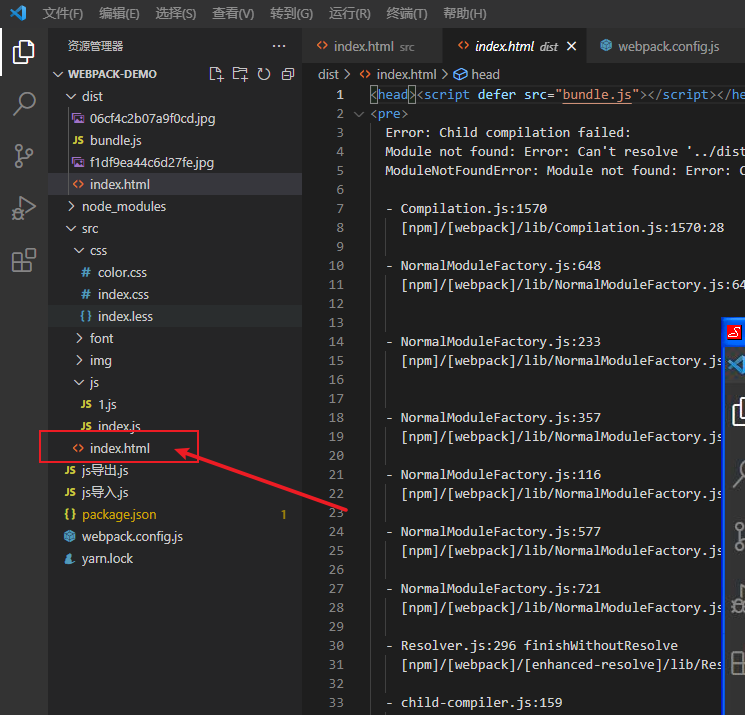 文件(F) 编辑(E) 选择(S) 查看(V) 转到(G) 运行(R) 终端(T) 帮助(H)
资源管理器
WEBPACK-DEMO
dist
06cf4c2b07a9f0cd.jpg
JS bundle.js
f1df9ea44c6d27fe.jpg
<> index.html
node_modules
src
css
# color.css
# index.css
{} index.less
font
img
js
JS 1.js
JS index.js
<> index.html
JS js导出.js
JS js导入.js
{} package.json 1
webpack.config.js
yarn.lock
<> index.html src <> index.html dist webpack.config.js
dist > <> index.html > head
1 <head><script defer src="bundle.js"></script></he
2 <pre>
3 Error: Child compilation failed:
4 Module not found: Error: Can't resolve '../dist
5 ModuleNotFoundError: Module not found: Error: C
6
7 - Compilation.js:1570
8 [npm]/[webpack]/lib/Compilation.js:1570:28
9
10 - NormalModuleFactory.js:648
11 [npm]/[webpack]/lib/NormalModuleFactory.js:64
12
13
14 - NormalModuleFactory.js:233
15 [npm]/[webpack]/lib/NormalModuleFactory.js
16
17
18 - NormalModuleFactory.js:357
19 [npm]/[webpack]/lib/NormalModuleFactory.js
20
21 - NormalModuleFactory.js:116
22 [npm]/[webpack]/lib/NormalModuleFactory.js
23
24 - NormalModuleFactory.js:577
25 [npm]/[webpack]/lib/NormalModuleFactory.js
26
27 - NormalModuleFactory.js:721
28 [npm]/[webpack]/lib/NormalModuleFactory.js
29
30 - Resolver.js:296 finishWithoutResolve
31 [npm]/[webpack]/[enhanced-resolve]/lib/Res
32
33 - child-compiler.js:159